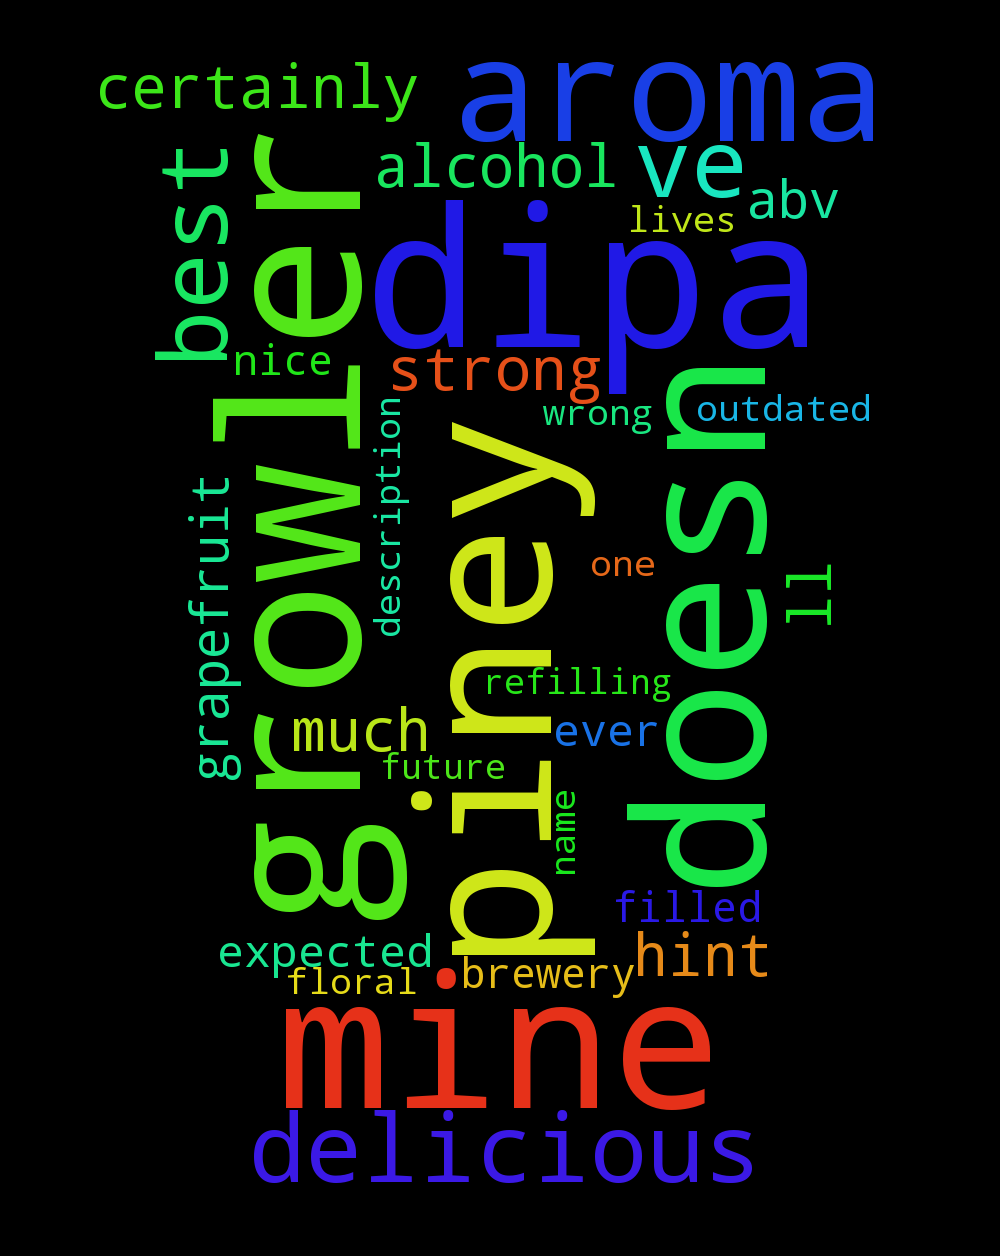 aroma
certainly
alcohol
ve
abv
best
growler
lives
dipa
nice
strong
doesn
outdated
wrong
description
piney
grapefruit
one
ll
refilling
much
ever
future
name
filled
expected
hint
floral
brewery
mine
delicious